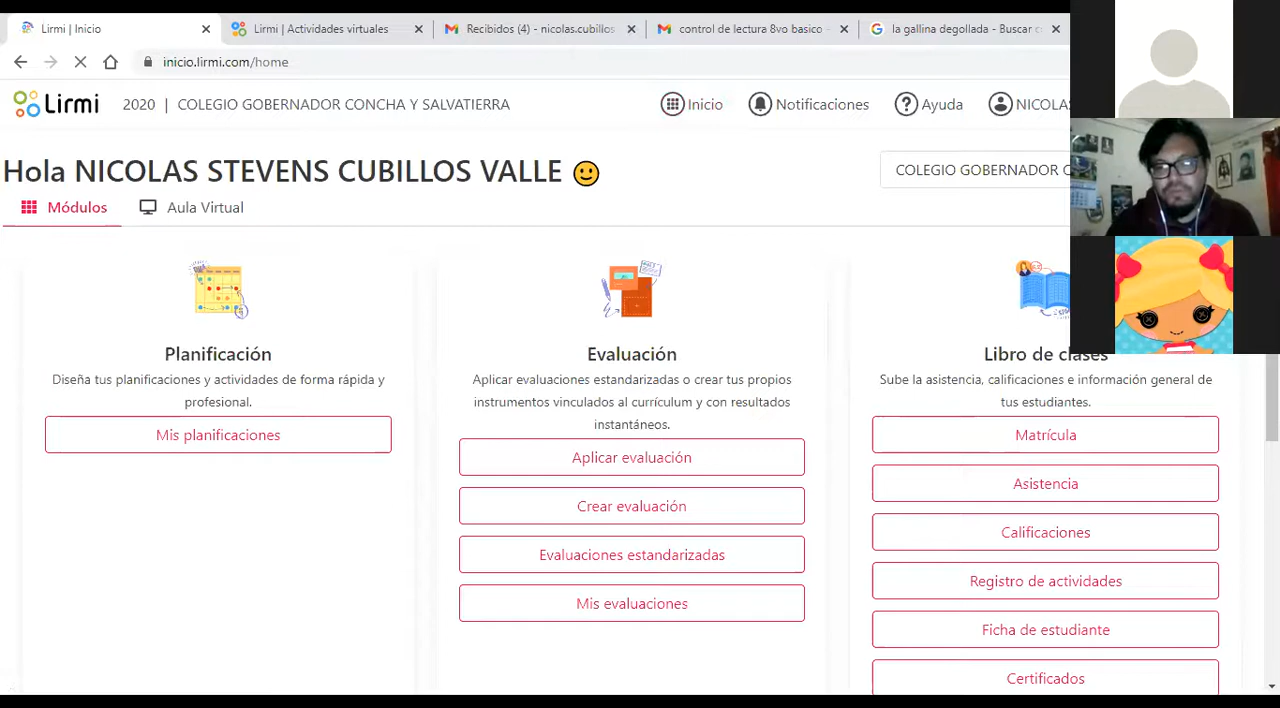 Lirmi | Inicio
Lirmi | Actividades virtuales
Recibidos (4) - nicolas.cubillos
control de lectura 8vo basico -
la gallina degollada - Buscar c
inicio.lirmi.com/home
Lirmi 2020 | COLEGIO GOBERNADOR CONCHA Y SALVATIERRA
Inicio
Notificaciones
Ayuda
NICOLAS
Hola NICOLAS STEVENS CUBILLOS VALLE
COLEGIO GOBERNADOR C
Módulos
Aula Virtual
Planificación
Diseña tus planificaciones y actividades de forma rápida y
profesional.
Mis planificaciones
Evaluación
Aplicar evaluaciones estandarizadas o crear tus propios
instrumentos vinculados al currículum y con resultados
instantáneos.
Aplicar evaluación
Crear evaluación
Evaluaciones estandarizadas
Mis evaluaciones
Libro de clases
Sube la asistencia, calificaciones e información general de
tus estudiantes.
Matrícula
Asistencia
Calificaciones
Registro de actividades
Ficha de estudiante
Certificados